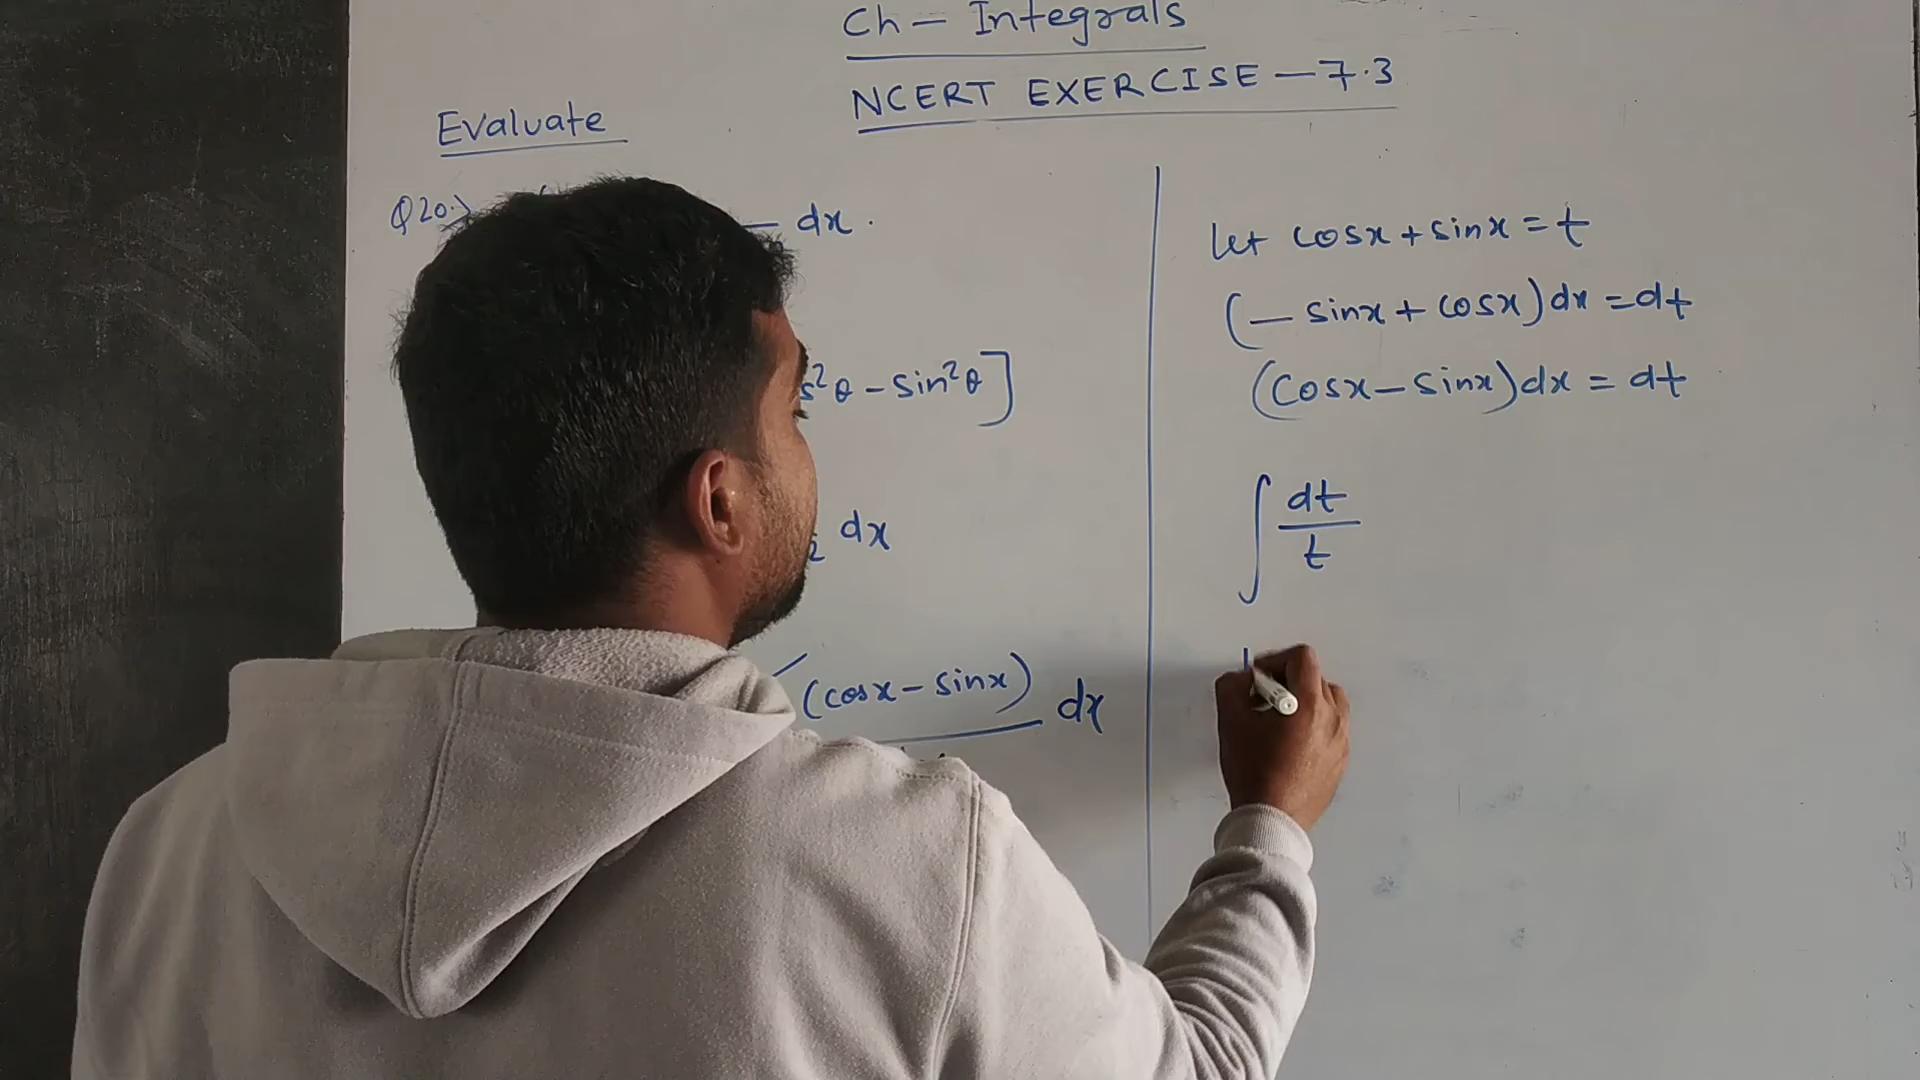 Ch - Integrals
NCERT EXERCISE - 7.3
Evaluate
Q20.) dx.
s²θ - sin²θ]
2 dx
(cosx - sinx) dx
let cosx + sinx = t
(- sinx + cosx) dx = dt
(cosx - sinx) dx = dt
∫ dt
t